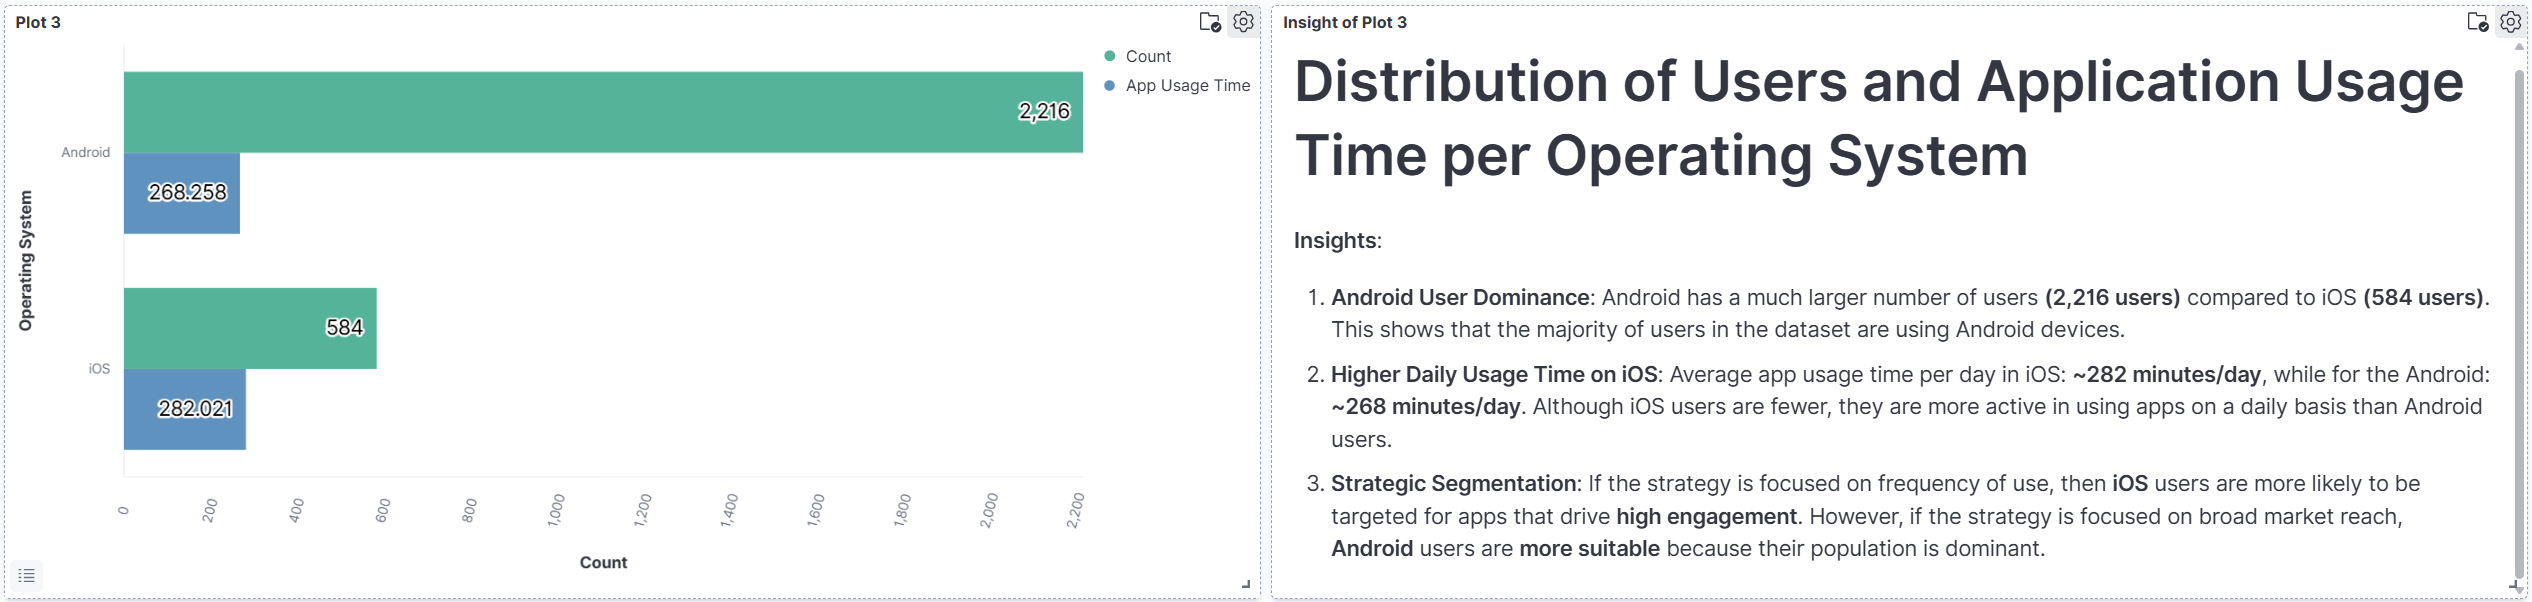 Plot 3
Count
App Usage Time
Operating System
Android
2,216
268.258
iOS
584
282.021
0
200
400
600
800
1,000
1,200
1,400
1,600
1,800
2,000
2,200
Count
Insight of Plot 3
Distribution of Users and Application Usage
Time per Operating System
Insights:
1. Android User Dominance: Android has a much larger number of users (2,216 users) compared to iOS (584 users).
This shows that the majority of users in the dataset are using Android devices.
2. Higher Daily Usage Time on iOS: Average app usage time per day in iOS: ~282 minutes/day, while for the Android:
~268 minutes/day. Although iOS users are fewer, they are more active in using apps on a daily basis than Android
users.
3. Strategic Segmentation: If the strategy is focused on frequency of use, then iOS users are more likely to be
targeted for apps that drive high engagement. However, if the strategy is focused on broad market reach,
Android users are more suitable because their population is dominant.